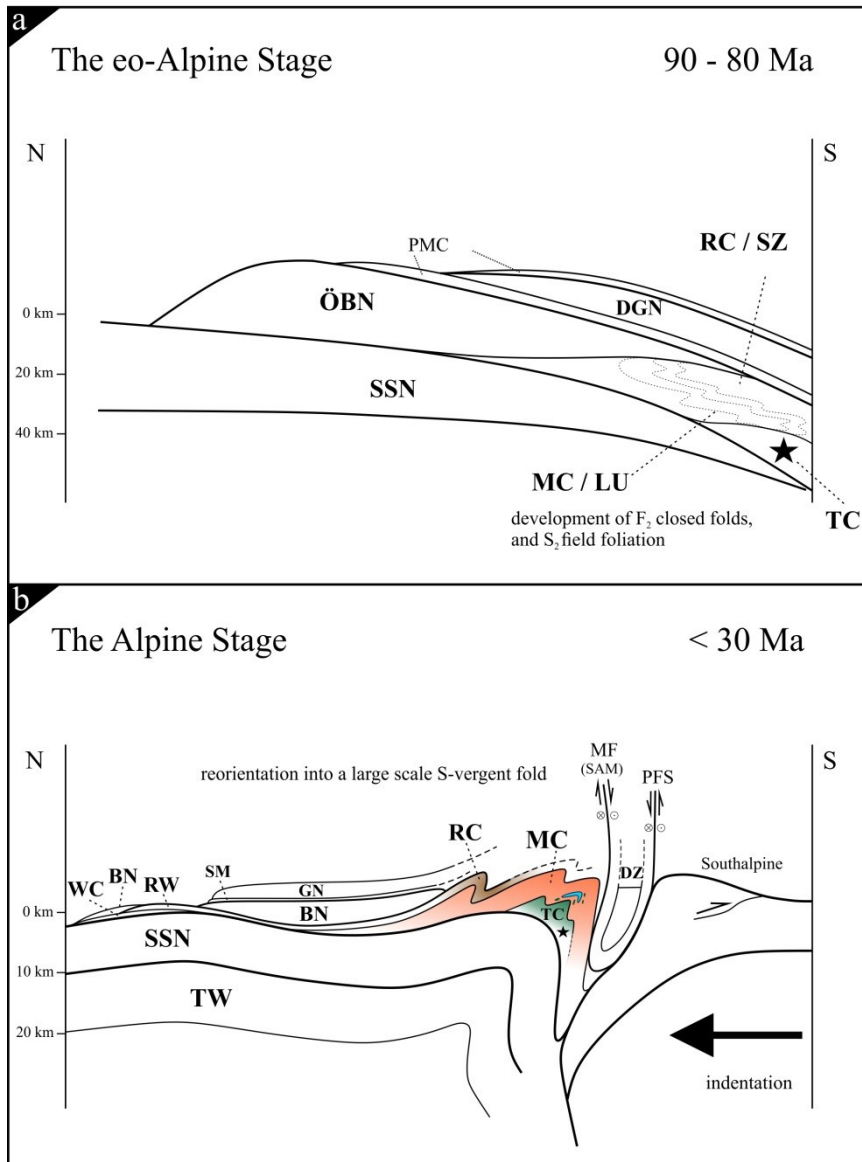 a
The eo-Alpine Stage
90 - 80 Ma
N
S
PMC
RC / SZ
ÖBN
DGN
0 km
20 km
SSN
40 km
MC / LU
TC
development of F2 closed folds,
and S2 field foliation
b
The Alpine Stage
< 30 Ma
N
S
MF
(SAM)
PFS
reorientation into a large scale S-vergent fold
RC
MC
BN
SM
WC
RW
GN
DZ
Southalpine
BN
TC
0 km
SSN
10 km
TW
20 km
indentation